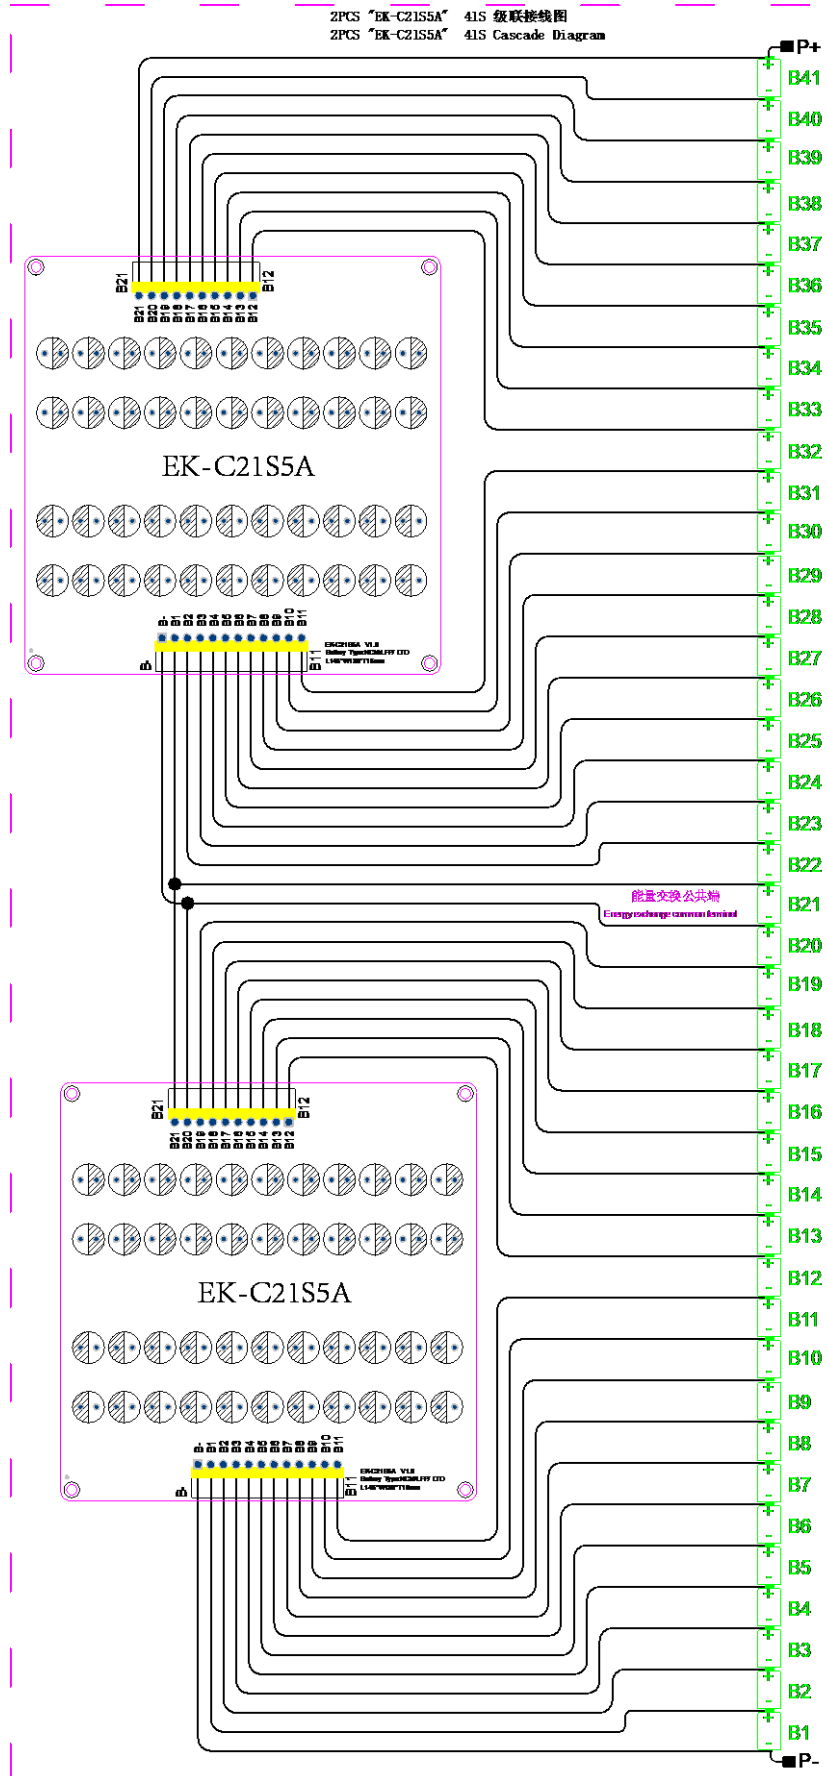 2PCS "EK-C21S5A" 41S 级联接线图
2PCS "EK-C21S5A" 41S Cascade Diagram
P+
B41
B40
B39
B38
B37
B36
B35
B34
B33
B32
B31
B30
B29
B28
B27
B26
B25
B24
B23
B22
B21
B20
B19
B18
B17
B16
B15
B14
B13
B12
B11
B10
B9
B8
B7
B6
B5
B4
B3
B2
B1
P-
B21
B12
B21 B20 B19 B18 B17 B16 B15 B14 B13 B12
EK-C21S5A
B- B1 B2 B3 B4 B5 B6 B7 B8 B9 B10 B11
B-
B11
能量交换公共端
Energy exchange common terminal
B21
B12
B21 B20 B19 B18 B17 B16 B15 B14 B13 B12
EK-C21S5A
B- B1 B2 B3 B4 B5 B6 B7 B8 B9 B10 B11
B-
B11